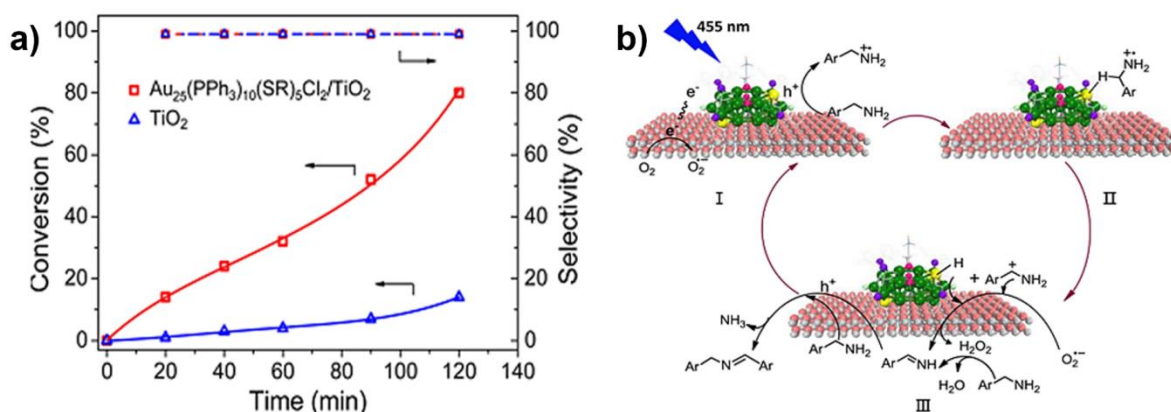 a)
100
80
60
40
20
0
Conversion (%)
Au₂₅(PPh₃)₁₀(SR)₅Cl₂/TiO₂
TiO₂
100
80
60
40
20
0
Selectivity (%)
0 20 40 60 80 100 120 140
Time (min)
b)
455 nm
Ar NH₂
e⁻
h⁺
Ar NH₂
e⁻
O₂
O₂•−
I
H NH₂
Ar
II
H
+ Ar NH₂
h⁺
NH₃
Ar NH₂
H₂O₂
O₂•−
Ar N Ar
Ar NH
H₂O
Ar NH₂
III